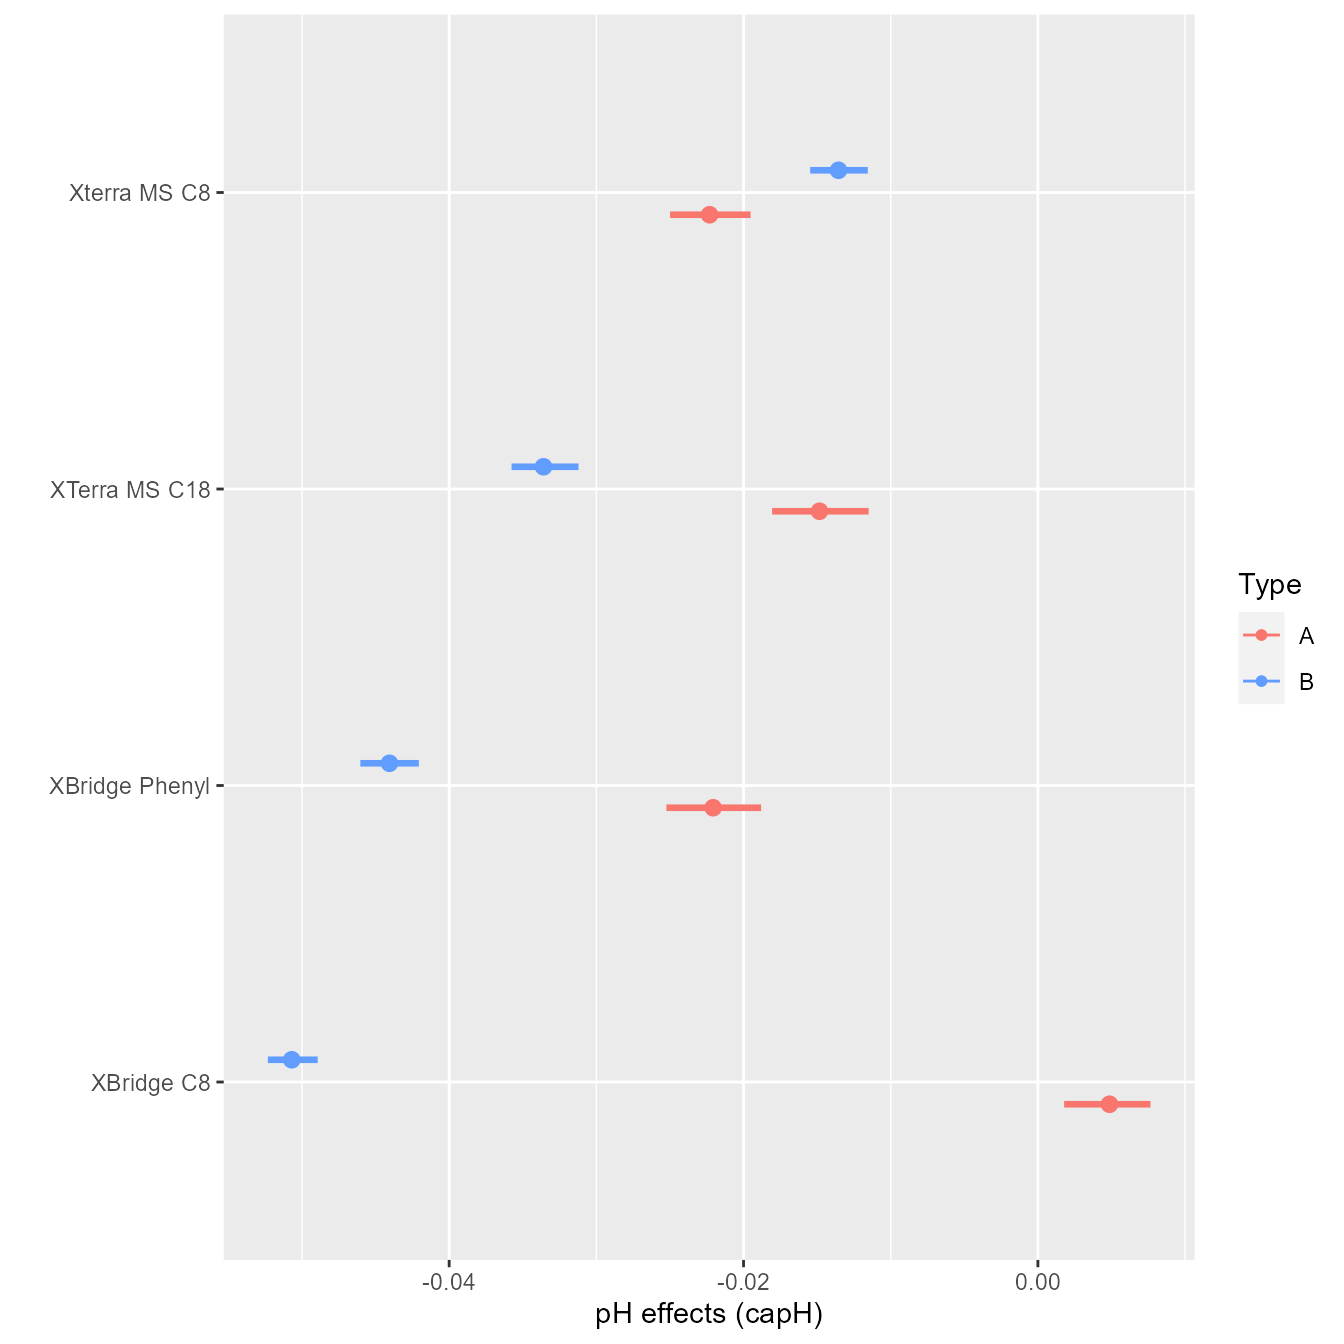 Xterra MS C8
XTerra MS C18
XBridge Phenyl
XBridge C8
-0.04
-0.02
0.00
pH effects (capH)
Type
A
B